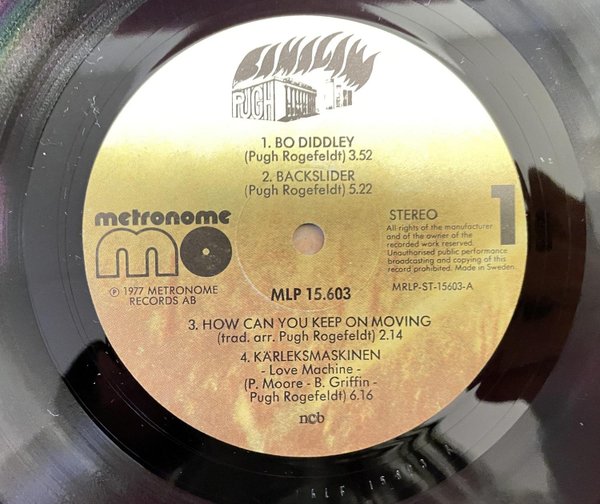 BAMALAMA
PUGH
1. BO DIDDLEY
(Pugh Rogefeldt) 3.52
2. BACKSLIDER
(Pugh Rogefeldt) 5.22
metronome
mo
℗ 1977 METRONOME
RECORDS AB
STEREO
1
All rights of the manufacturer
and of the owner of the
recorded work reserved.
Unauthorised public performance
broadcasting and copying of this
record prohibited. Made in Sweden
MRLP-ST-15603-A
MLP 15.603
3. HOW CAN YOU KEEP ON MOVING
(trad. arr. Pugh Rogefeldt) 2.14
4. KÄRLEKSMASKINEN
- Love Machine -
(P. Moore - B. Griffin -
Pugh Rogefeldt) 6.16
ncb